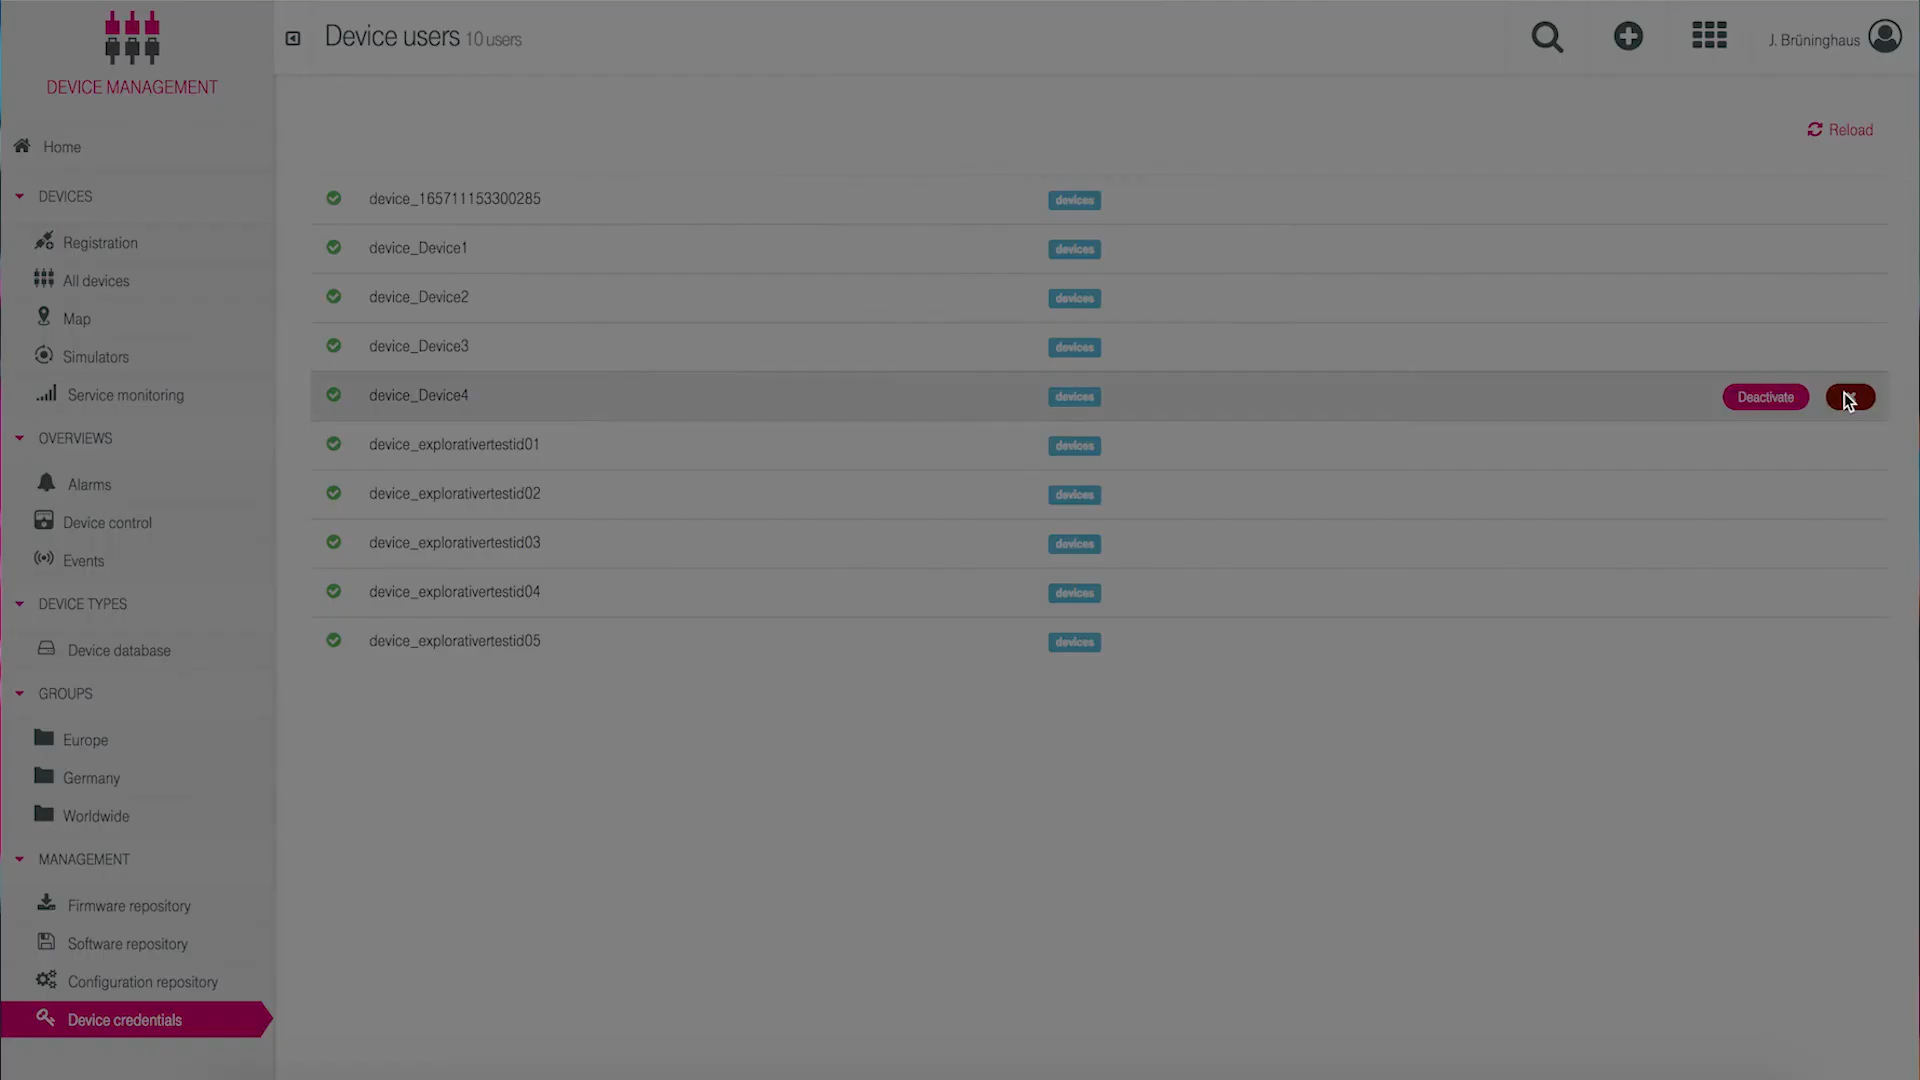 DEVICE MANAGEMENT
Home
DEVICES
Registration
All devices
Map
Simulators
Service monitoring
OVERVIEWS
Alarms
Device control
Events
DEVICE TYPES
Device database
GROUPS
Europe
Germany
Worldwide
MANAGEMENT
Firmware repository
Software repository
Configuration repository
Device credentials
Device users 10 users
J. Brüninghaus
Reload
device_165711153300285 devices
device_Device1 devices
device_Device2 devices
device_Device3 devices
device_Device4 devices Deactivate
device_explorativertestid01 devices
device_explorativertestid02 devices
device_explorativertestid03 devices
device_explorativertestid04 devices
device_explorativertestid05 devices